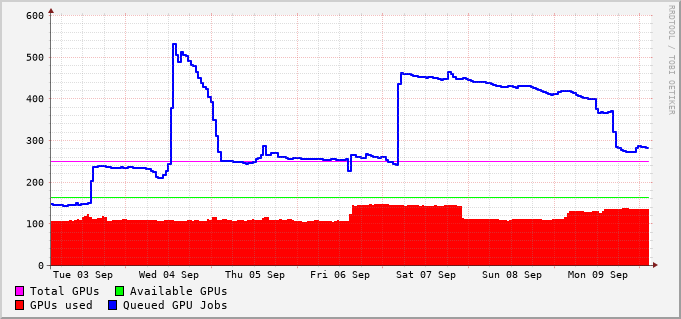 600
500
400
300
200
100
0
Tue 03 Sep Wed 04 Sep Thu 05 Sep Fri 06 Sep Sat 07 Sep Sun 08 Sep Mon 09 Sep
Total GPUs Available GPUs
GPUs used Queued GPU Jobs
RRDTOOL / TOBI OETIKER